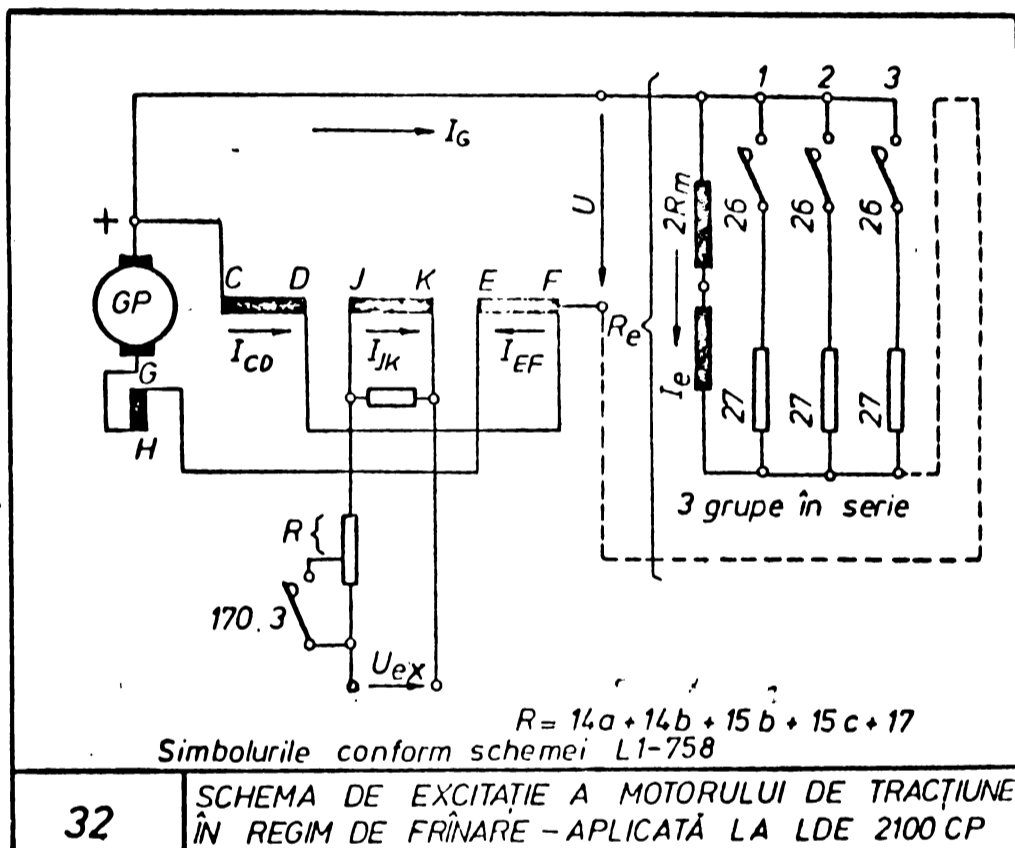 1 2 3
I_G
+
U
2Rm
26 26 26
C D J K E F
GP
R_e
I_CD I_JK I_EF
I_e
27 27 27
G
H
3 grupe în serie
R {
170.3
U_ex
R = 14a + 14b + 15b + 15c + 17
Simbolurile conform schemei L1-758
32
SCHEMA DE EXCITAȚIE A MOTORULUI DE TRACȚIUNE
ÎN REGIM DE FRÎNARE – APLICATĂ LA LDE 2100 CP